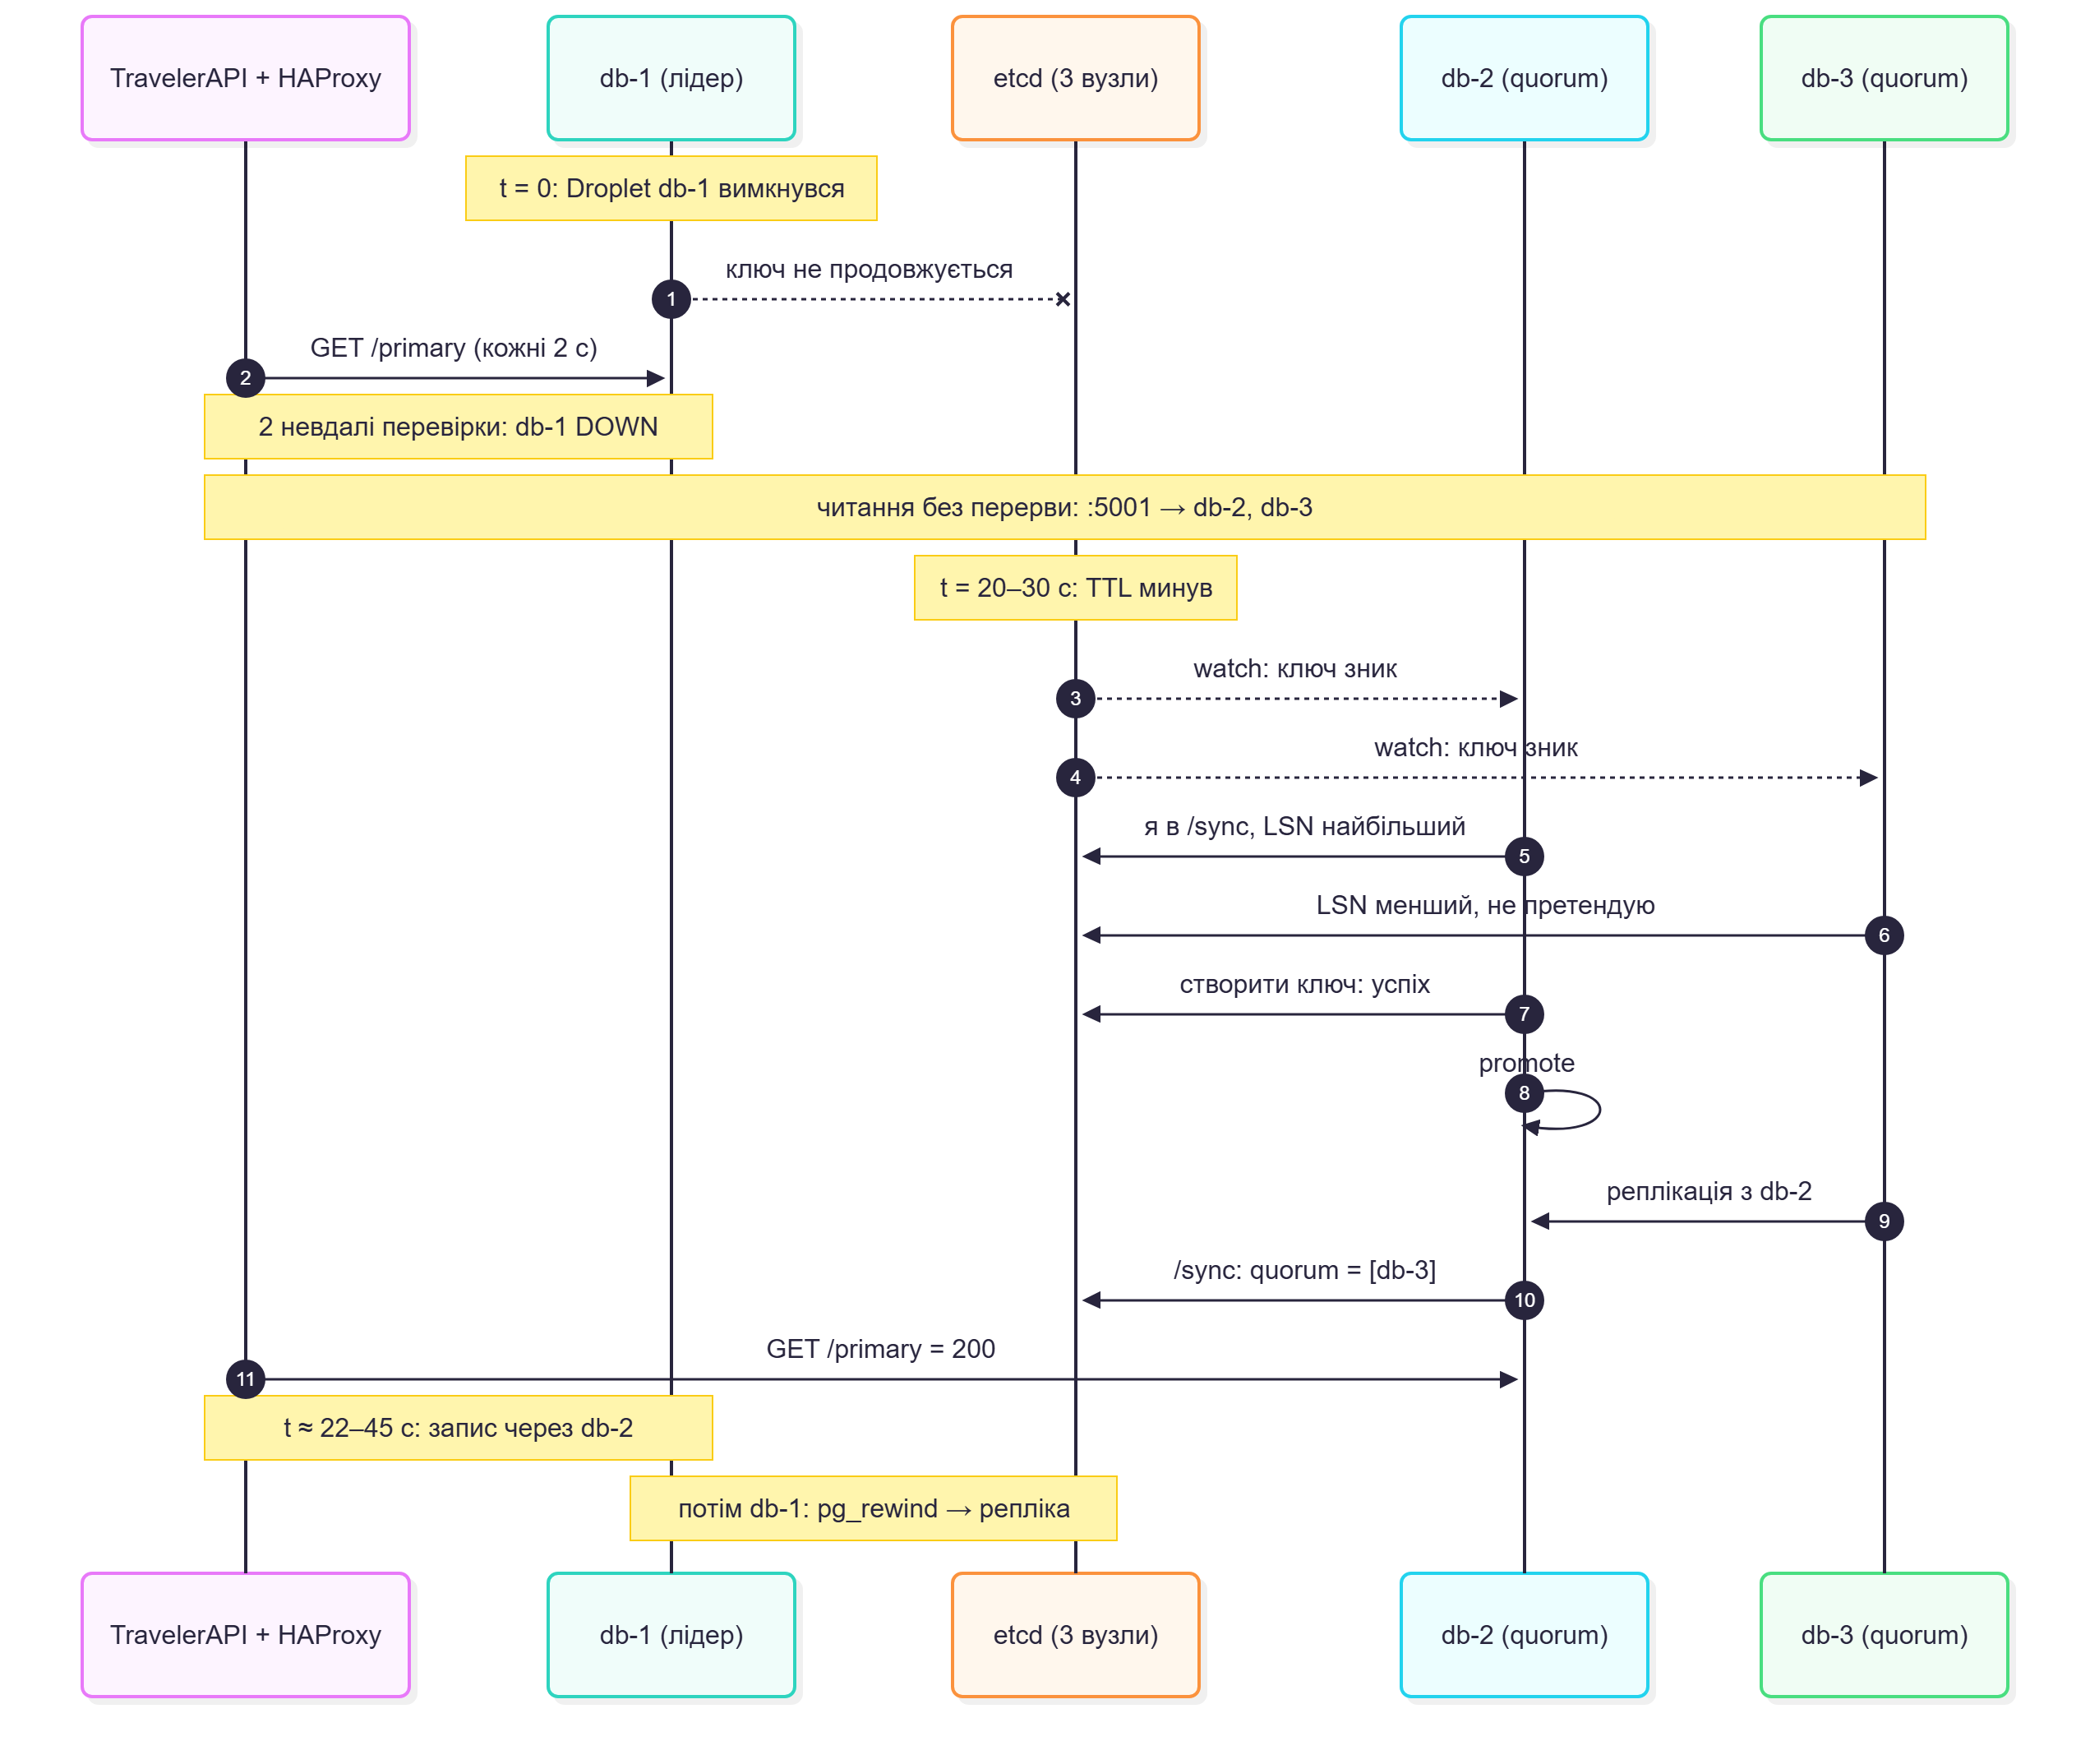 TravelerAPI + HAProxy
db-1 (лідер)
etcd (3 вузли)
db-2 (quorum)
db-3 (quorum)
t = 0: Droplet db-1 вимкнувся
ключ не продовжується
1
GET /primary (кожні 2 с)
2
2 невдалі перевірки: db-1 DOWN
читання без перерви: :5001 → db-2, db-3
t = 20–30 с: TTL минув
watch: ключ зник
3
watch: ключ зник
4
я в /sync, LSN найбільший
5
LSN менший, не претендую
6
створити ключ: успіх
7
promote
8
реплікація з db-2
9
/sync: quorum = [db-3]
10
GET /primary = 200
11
t ≈ 22–45 с: запис через db-2
потім db-1: pg_rewind → репліка
TravelerAPI + HAProxy
db-1 (лідер)
etcd (3 вузли)
db-2 (quorum)
db-3 (quorum)